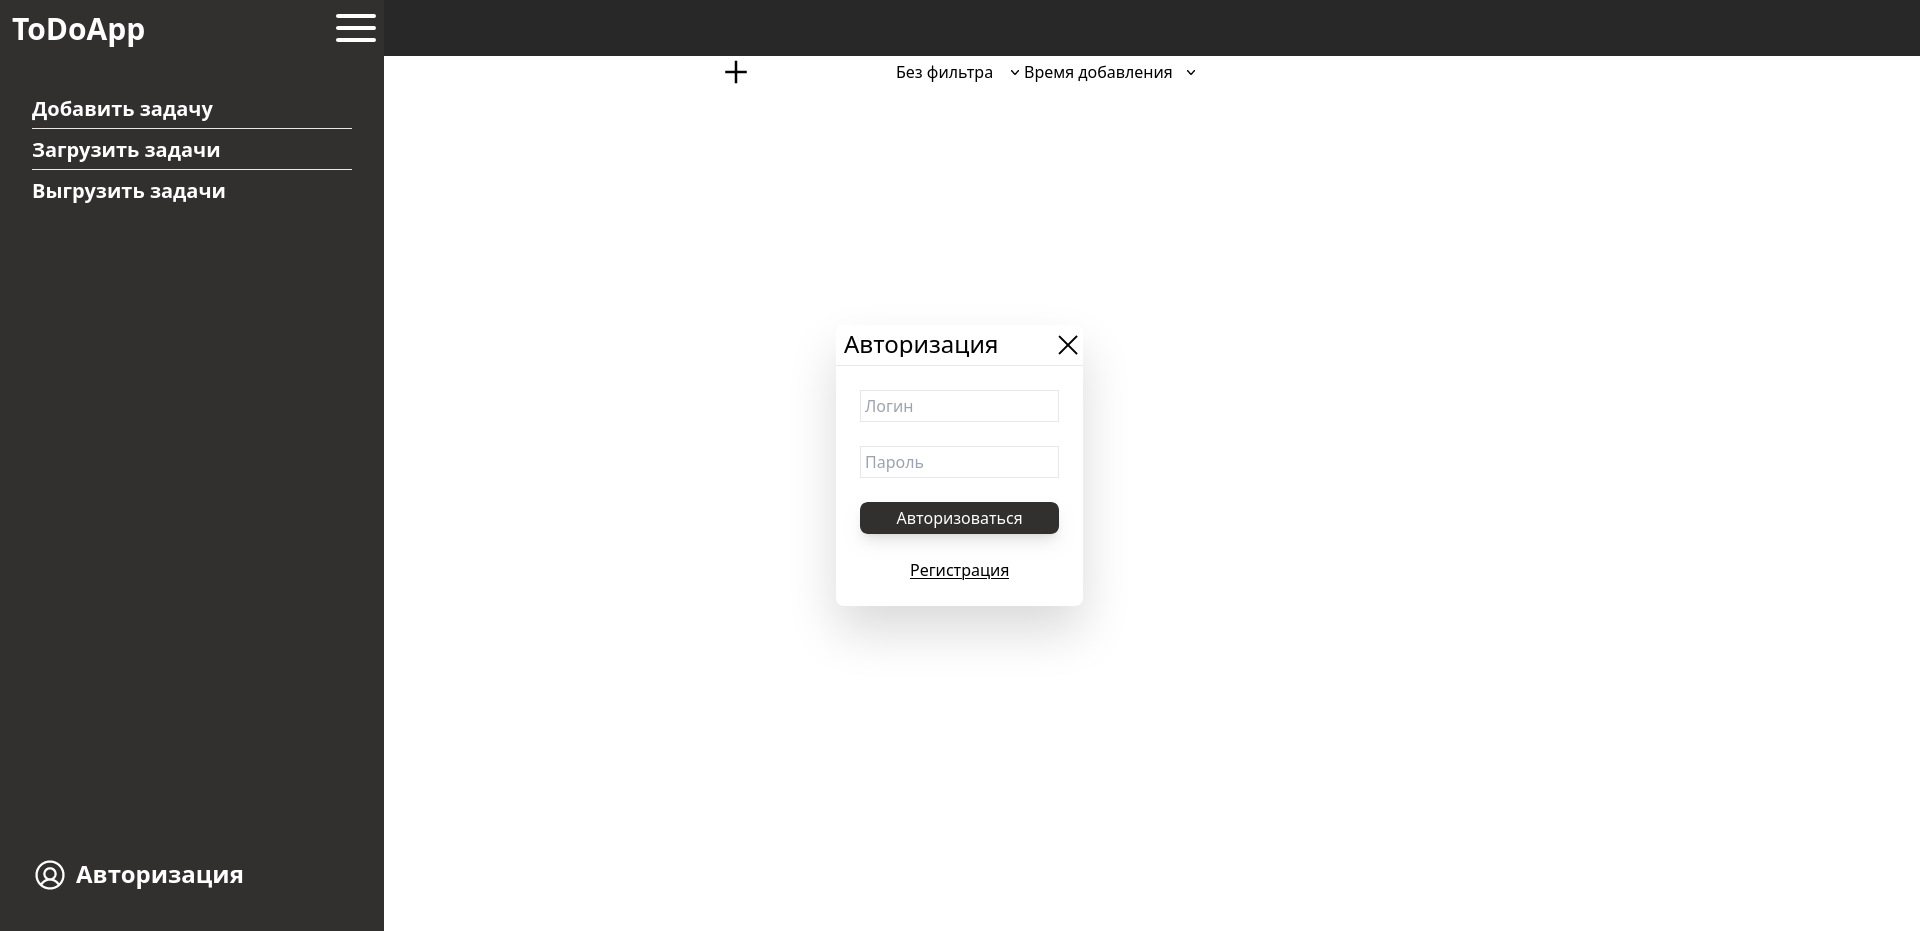 ToDoApp
Добавить задачу
Загрузить задачи
Выгрузить задачи
Авторизация
Без фильтра
Время добавления
Авторизация
Логин
Пароль
Авторизоваться
Регистрация